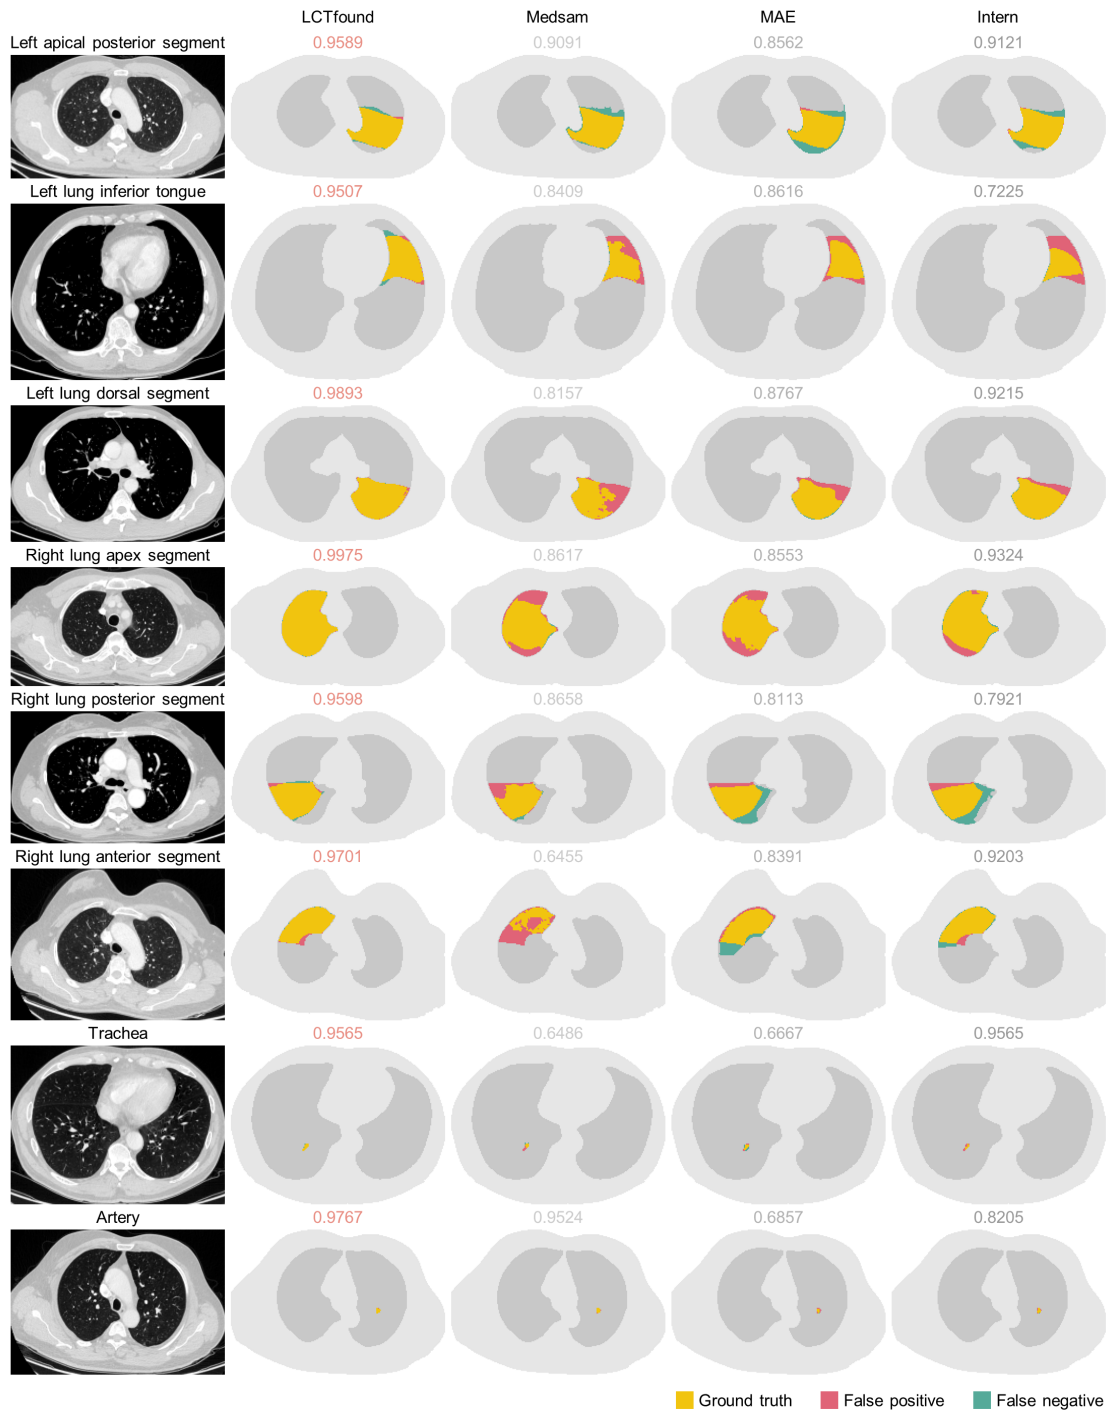 LCTfound Medsam MAE Intern
Left apical posterior segment 0.9589 0.9091 0.8562 0.9121
Left lung inferior tongue 0.9507 0.8409 0.8616 0.7225
Left lung dorsal segment 0.9893 0.8157 0.8767 0.9215
Right lung apex segment 0.9975 0.8617 0.8553 0.9324
Right lung posterior segment 0.9598 0.8658 0.8113 0.7921
Right lung anterior segment 0.9701 0.6455 0.8391 0.9203
Trachea 0.9565 0.6486 0.6667 0.9565
Artery 0.9767 0.9524 0.6857 0.8205
Ground truth False positive False negative